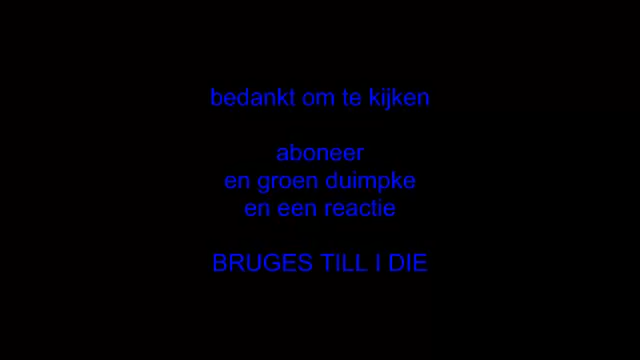 bedankt om te kijken
aboneer
en groen duimpke
en een reactie
BRUGES TILL I DIE